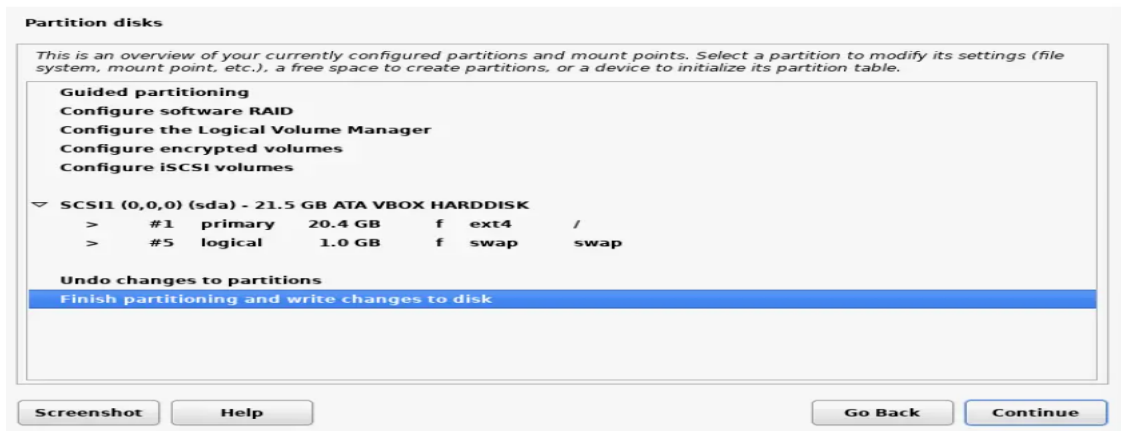 Partition disks
This is an overview of your currently configured partitions and mount points. Select a partition to modify its settings (file
system, mount point, etc.), a free space to create partitions, or a device to initialize its partition table.
Guided partitioning
Configure software RAID
Configure the Logical Volume Manager
Configure encrypted volumes
Configure iSCSI volumes
SCSI1 (0,0,0) (sda) - 21.5 GB ATA VBOX HARDDISK
> #1 primary 20.4 GB f ext4 /
> #5 logical 1.0 GB f swap swap
Undo changes to partitions
Finish partitioning and write changes to disk
Screenshot Help Go Back Continue